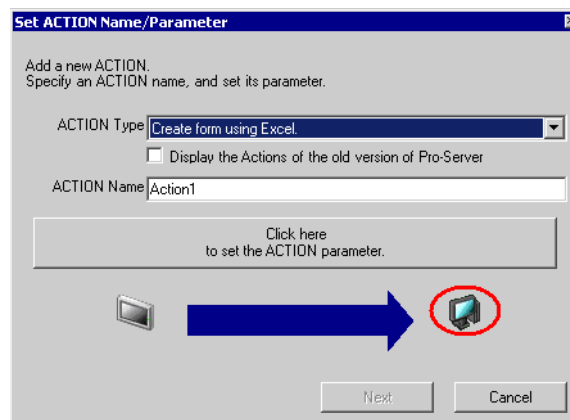 Set ACTION Name/Parameter
Add a new ACTION.
Specify an ACTION name, and set its parameter.
ACTION Type Create form using Excel.
Display the Actions of the old version of Pro-Server
ACTION Name Action1
Click here
to set the ACTION parameter.
Next Cancel